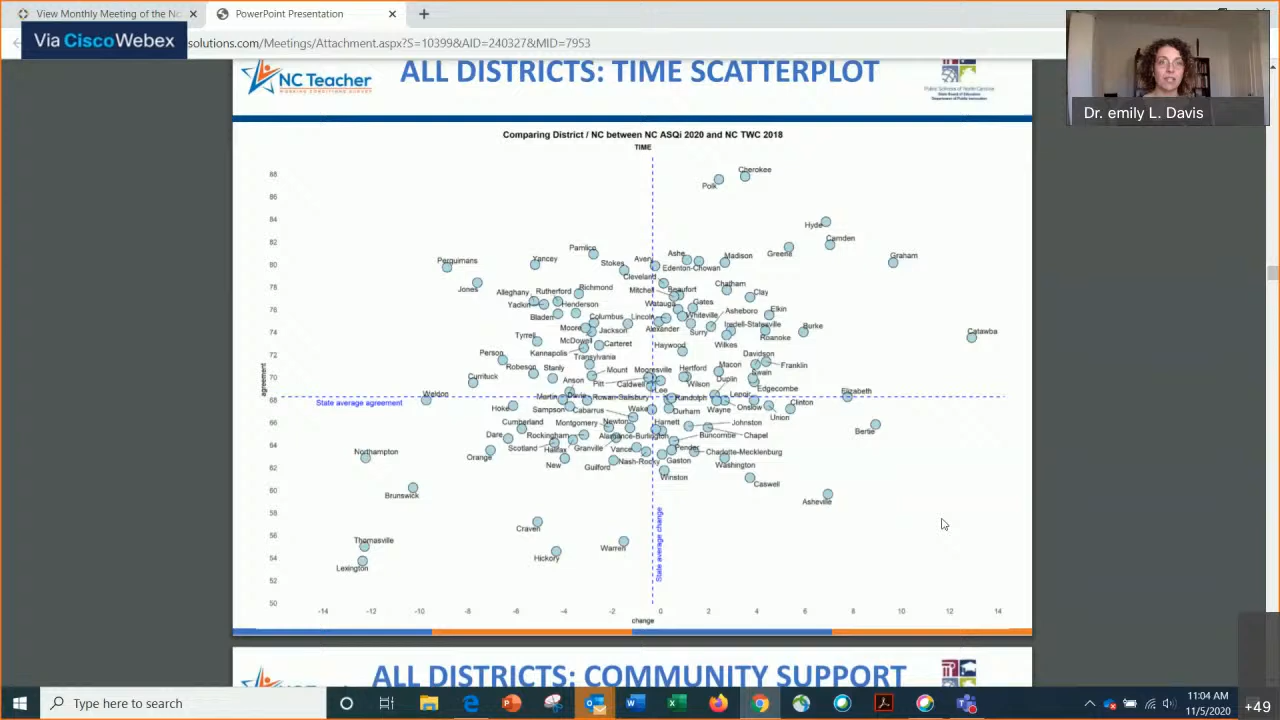 View Monthly Meeting of the No
PowerPoint Presentation
Via CiscoWebex
solutions.com/Meetings/Attachment.aspx?S=10399&AID=240327&MID=7953
Dr. emily L. Davis
NC Teacher
ALL DISTRICTS: TIME SCATTERPLOT
Comparing District / NC between NC ASQi 2020 and NC TWC 2018
TIME
88
Cherokee
Polk
86
84
Hyde
82
Camden
Pamlico
Greene
Perquimans
Yancey
Stokes
Avery
Ashe
Madison
Graham
80
Edenton-Chowan
Cleveland
78
Jones
Alleghany
Rutherford
Richmond
Mitchell
Beaufort
Chatham
Clay
76
Yadkin
Henderson
Watauga
Gates
Asheboro
Elkin
Bladen
Columbus
Lincoln
Whiteville
Iredell-Statesville
Burke
74
Moore
Jackson
Alexander
Surry
Roanoke
Catawba
Tyrrell
McDowell
Carteret
Haywood
Wilkes
72
Person
Kannapolis
Transylvania
Davidson
Franklin
70
Currituck
Robeson
Stanly
Mount
Mooresville
Hertford
Macon
Swain
Anson
Pitt
Caldwell
Lee
Wilson
Duplin
Edgecombe
agreement
68
Weldon
Martin
Davie
Rowan-Salisbury
Randolph
Lenoir
Elizabeth
State average agreement
Hoke
Sampson
Cabarrus
Wake
Durham
Wayne
Onslow
Clinton
66
Cumberland
Montgomery
Newton
Harnett
Johnston
Union
Bertie
64
Dare
Rockingham
Alamance-Burlington
Buncombe
Chapel
Northampton
Orange
Scotland
Halifax
Granville
Vance
Pender
Charlotte-Mecklenburg
62
New
Guilford
Nash-Rocky
Gaston
Washington
Winston
Caswell
60
Brunswick
Asheville
58
Craven
56
Thomasville
Warren
54
Hickory
Lexington
State average change
52
50
-14 -12 -10 -8 -6 -4 -2 0 2 4 6 8 10 12 14
change
ALL DISTRICTS: COMMUNITY SUPPORT
Type here to search
11:04 AM
11/5/2020
+49